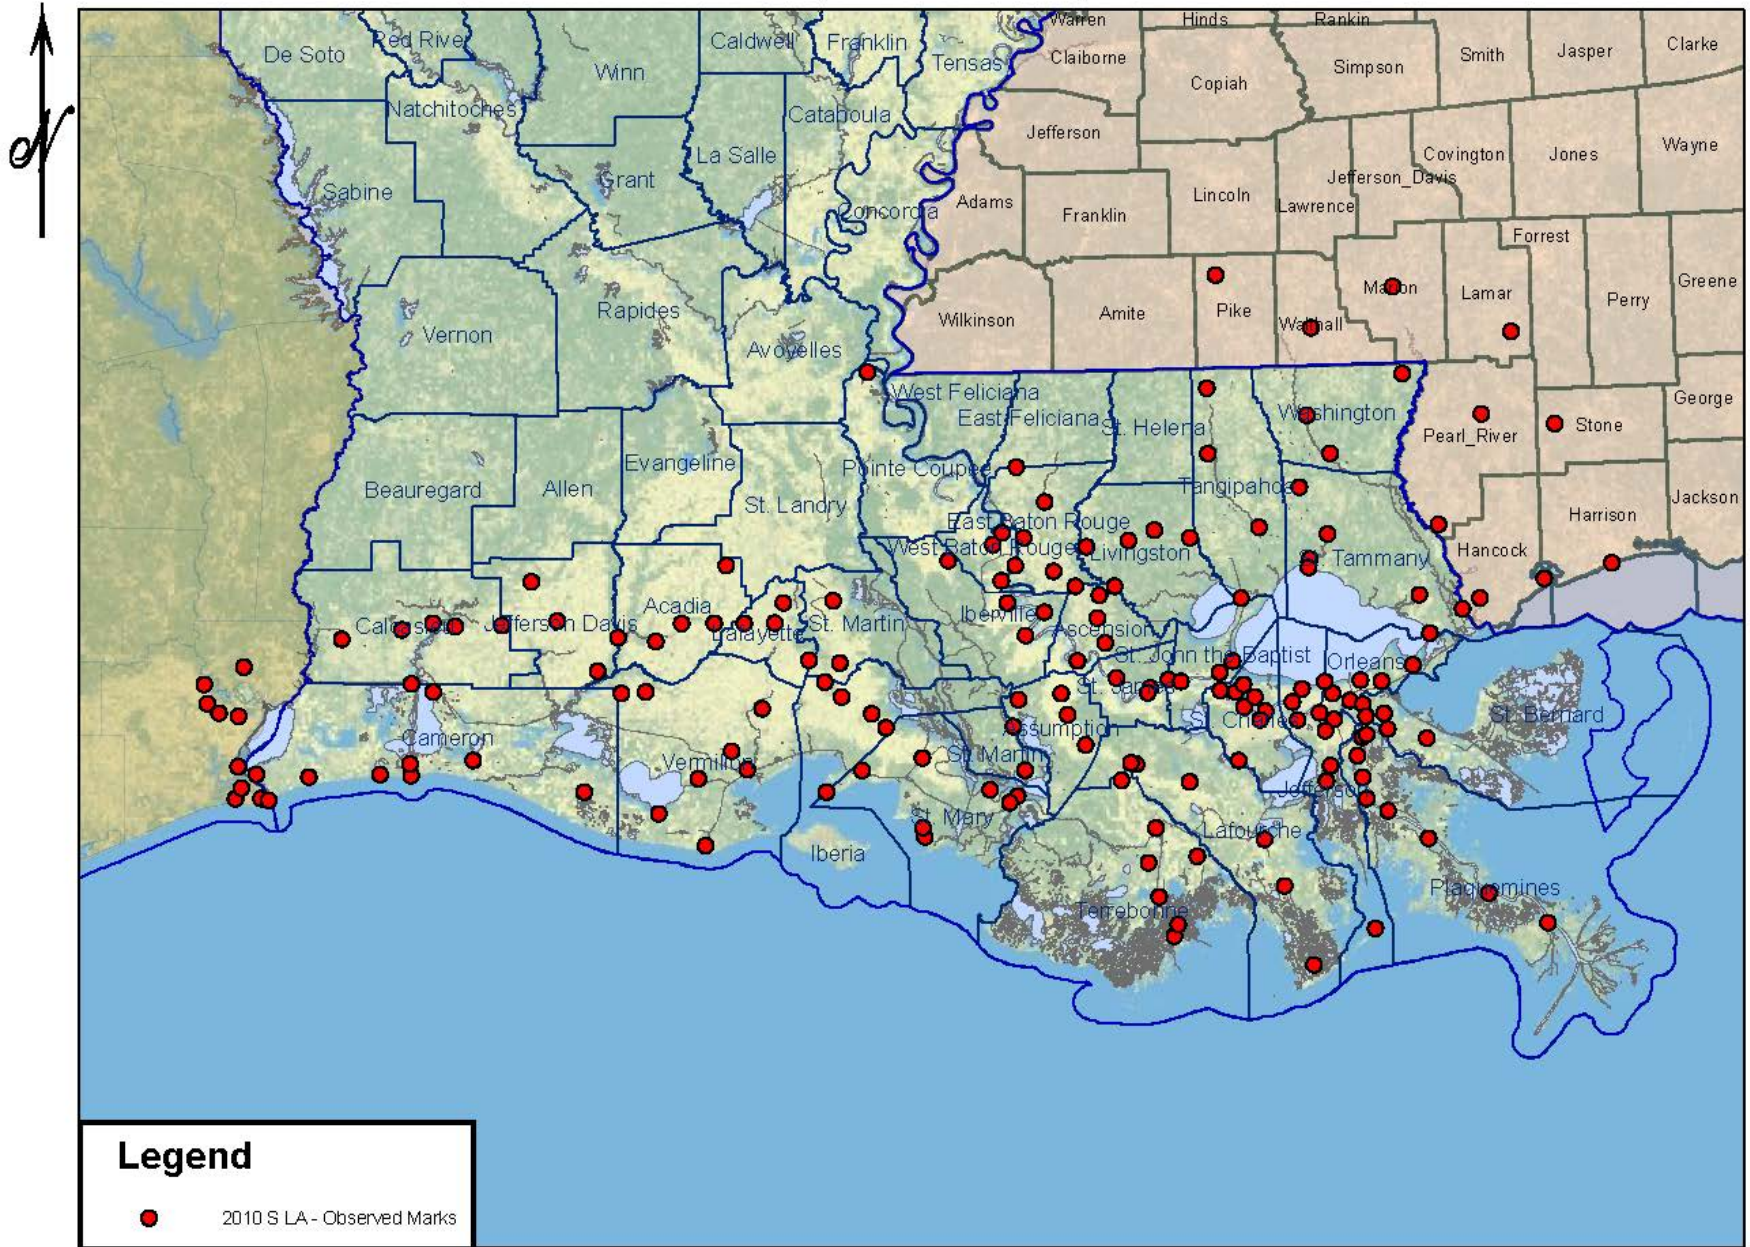 Warren Hinds Rankin
De Soto Red River Winn Caldwell Franklin Tensas Claiborne Copiah Simpson Smith Jasper Clarke
Natchitoches Catahoula Jefferson
Sabine Grant La Salle Concordia Adams Franklin Lincoln Lawrence Jefferson_Davis Covington Jones Wayne
Forrest
Vernon Rapides Avoyelles Wilkinson Amite Pike Walthall Marion Lamar Perry Greene
West Feliciana
East Feliciana St. Helena Washington Pearl_River Stone George
Beauregard Allen Evangeline St. Landry Pointe Coupee Tangipahoa Harrison Jackson
East Baton Rouge
West Baton Rouge Livingston St. Tammany Hancock
Calcasieu Jefferson Davis Acadia Lafayette St. Martin Iberville Ascension
St. John the Baptist Orleans
St. James
Cameron Vermilion St. Martin Assumption St. Charles St. Bernard
Jefferson
St. Mary Lafourche
Iberia
Terrebonne Plaquemines
N
Legend
2010 S LA - Observed Marks